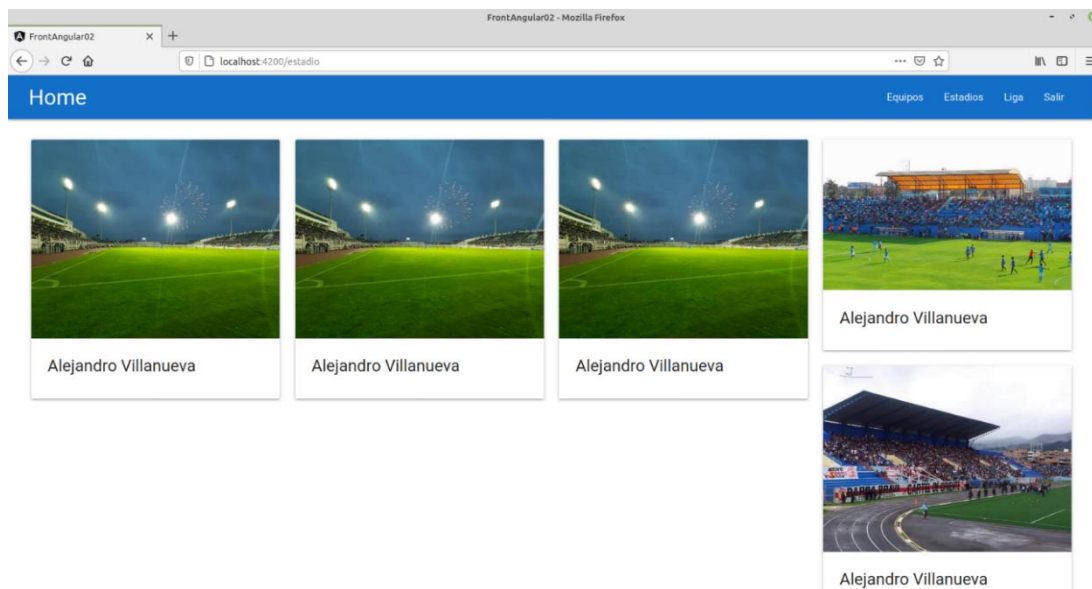 FrontAngular02 - Mozilla Firefox
FrontAngular02
localhost:4200/estadio
Home
Equipos Estadios Liga Salir
Alejandro Villanueva Alejandro Villanueva Alejandro Villanueva
Alejandro Villanueva
Alejandro Villanueva